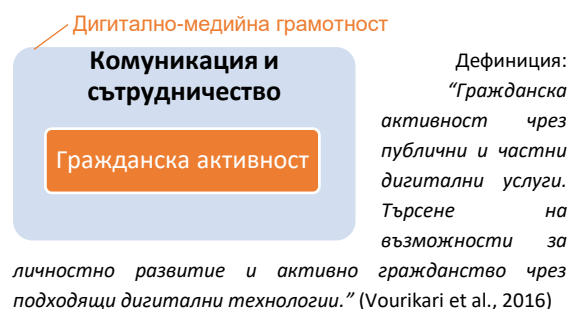 Дигитално-медийна грамотност
Комуникация и
сътрудничество
Гражданска активност
Дефиниция:
“Гражданска
активност чрез
публични и частни
дигитални услуги.
Търсене на
възможности за
личностно развитие и активно гражданство чрез
подходящи дигитални технологии.” (Vourikari et al., 2016)